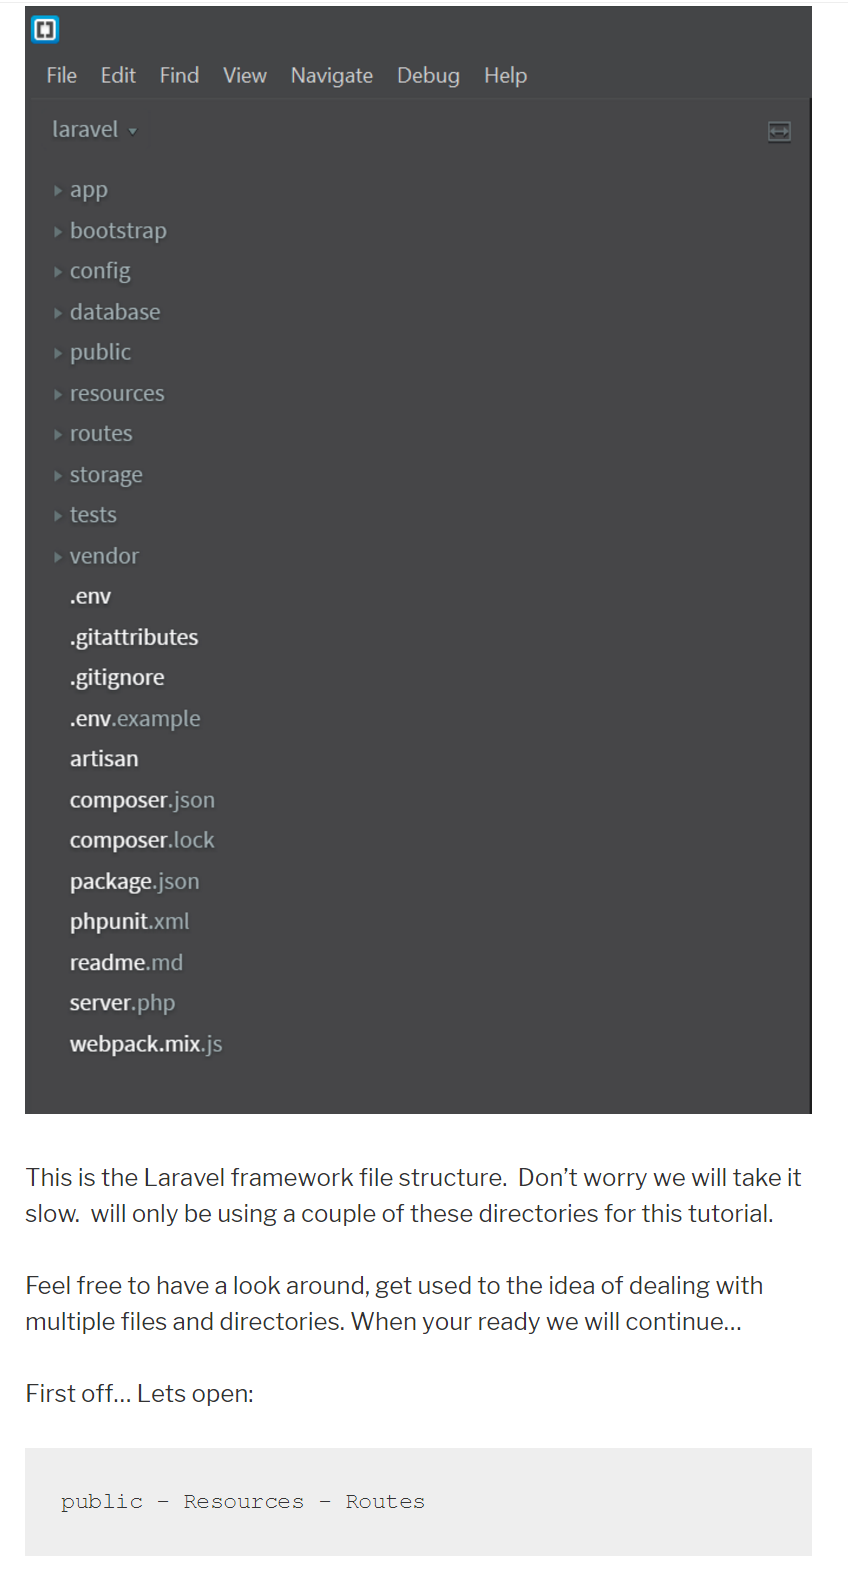 File Edit Find View Navigate Debug Help
laravel
app
bootstrap
config
database
public
resources
routes
storage
tests
vendor
.env
.gitattributes
.gitignore
.env.example
artisan
composer.json
composer.lock
package.json
phpunit.xml
readme.md
server.php
webpack.mix.js
This is the Laravel framework file structure.  Don’t worry we will take it
slow.  will only be using a couple of these directories for this tutorial.
Feel free to have a look around, get used to the idea of dealing with
multiple files and directories. When your ready we will continue…
First off… Lets open:
public – Resources – Routes